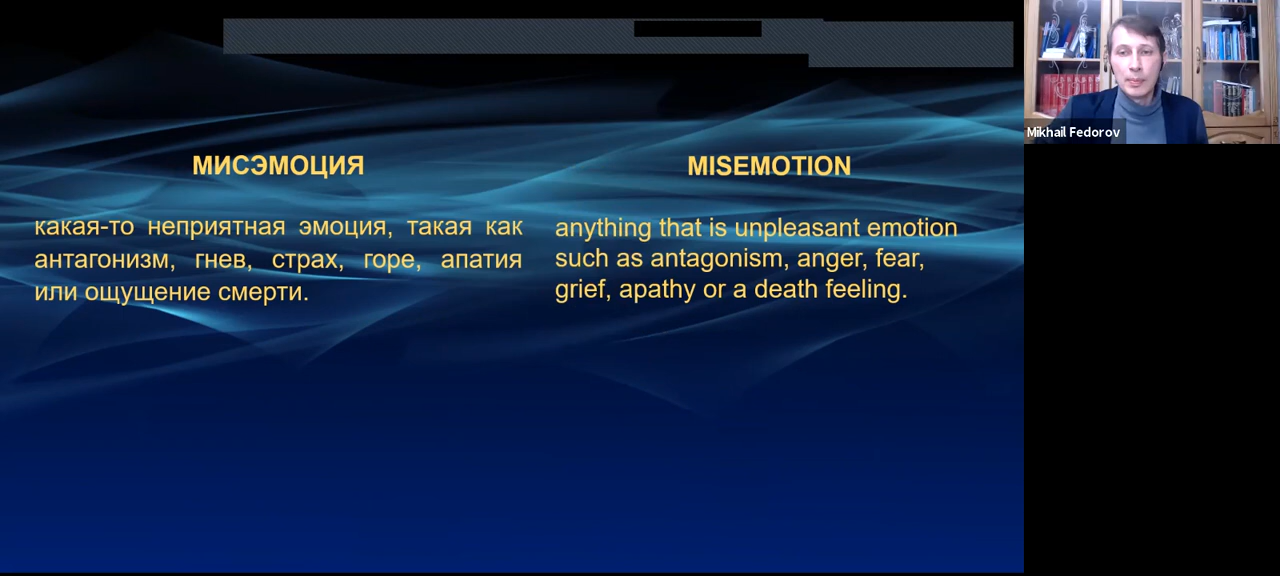 МИСЭМОЦИЯ
какая-то неприятная эмоция, такая как
антагонизм, гнев, страх, горе, апатия
или ощущение смерти.
MISEMOTION
anything that is unpleasant emotion
such as antagonism, anger, fear,
grief, apathy or a death feeling.
Mikhail Fedorov